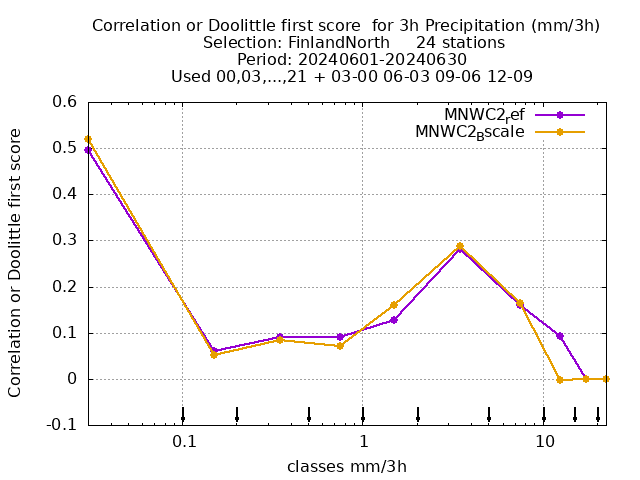 Correlation or Doolittle first score  for 3h Precipitation (mm/3h)
Selection: FinlandNorth     24 stations
Period: 20240601-20240630
Used 00,03,...,21 + 03-00 06-03 09-06 12-09
MNWC2ref
MNWC2Bscale
0.6
0.5
0.4
0.3
0.2
0.1
0
-0.1
0.1 1 10
Correlation or Doolittle first score
classes mm/3h